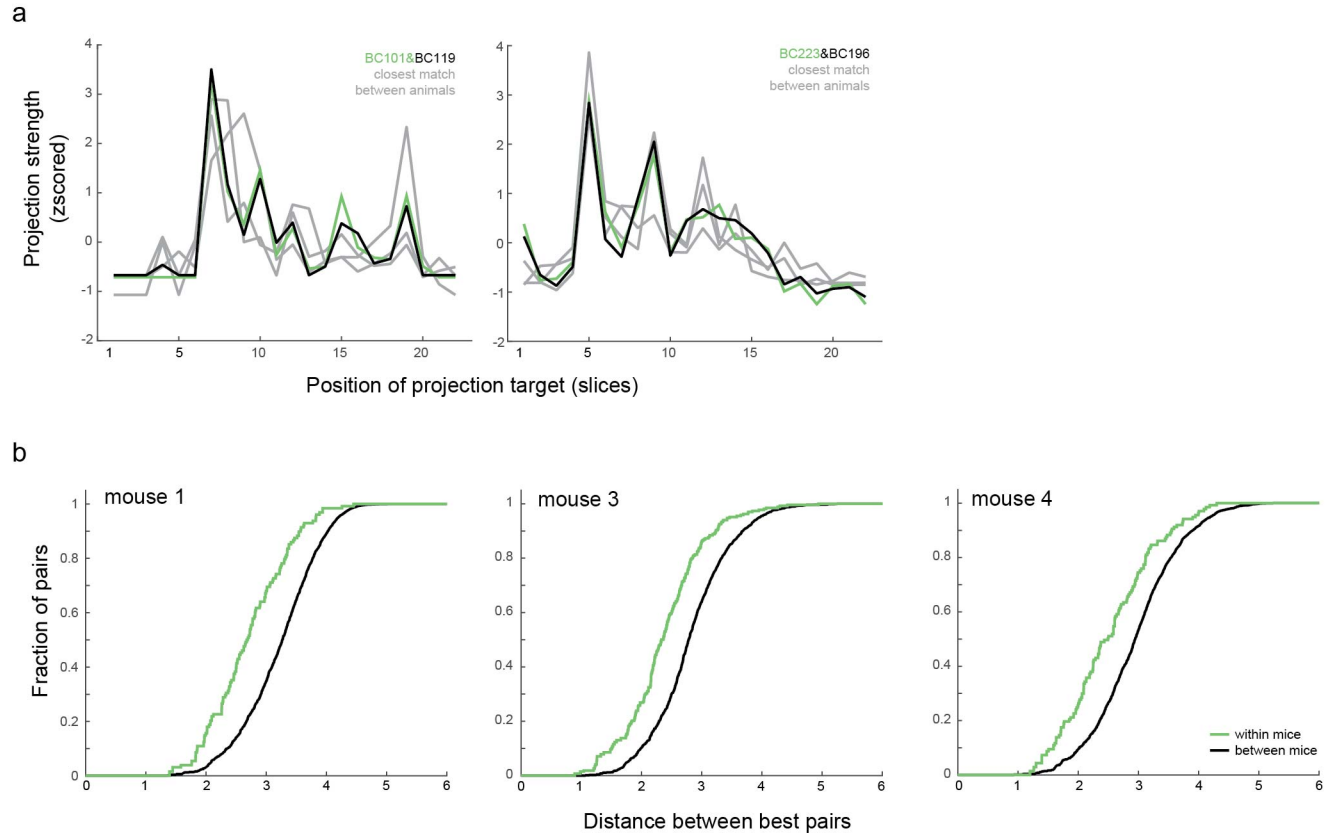 a
BC101&BC119
closest match
between animals
BC223&BC196
closest match
between animals
Projection strength
(zscored)
4
3
2
1
0
-1
-2
1 5 10 15 20
4
3
2
1
0
-1
-2
1 5 10 15 20
Position of projection target (slices)
b
mouse 1
mouse 3
mouse 4
Fraction of pairs
1
0.8
0.6
0.4
0.2
0
0 1 2 3 4 5 6
1
0.8
0.6
0.4
0.2
0
0 1 2 3 4 5 6
1
0.8
0.6
0.4
0.2
0
0 1 2 3 4 5 6
within mice
between mice
Distance between best pairs